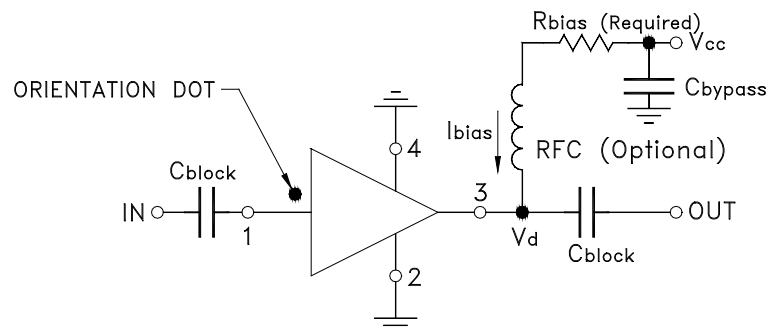 Rbias (Required)
Vcc
ORIENTATION DOT
Cbypass
Ibias
4
RFC (Optional)
Cblock
3
IN
1
OUT
Vd
Cblock
2